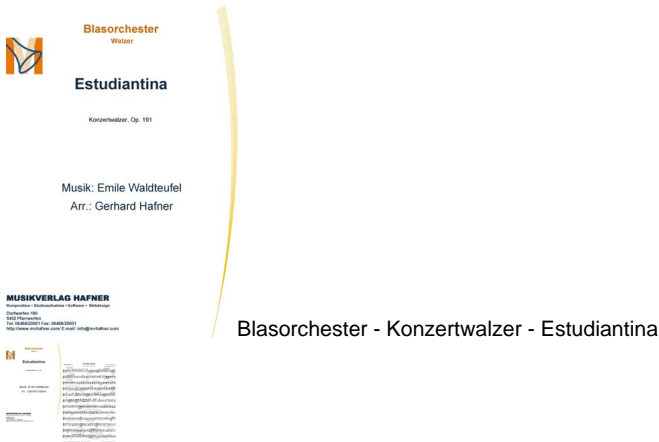 Blasorchester
Walzer
Estudiantina
Konzertwalzer, Op. 191
Musik: Emile Waldteufel
Arr.: Gerhard Hafner
MUSIKVERLAG HAFNER
Komposition • Studioaufnahmen • Software • Webdesign
Dorfwerfen 180
5452 Pfarrwerfen
Tel. 06468/20001 Fax: 06468/20001
http://www.mvhafner.com/ E-mail: info@mvhafner.com
Blasorchester - Konzertwalzer - Estudiantina
Estudiantina